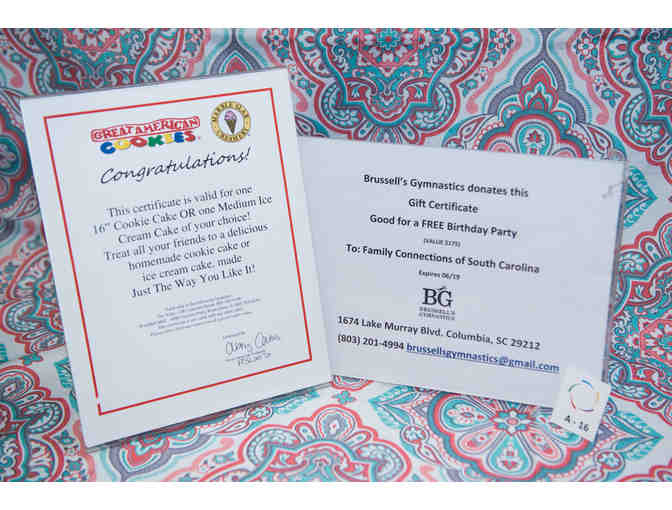 GREAT AMERICAN
COOKIES
MARBLE SLAB
CREAMERY
Congratulations!
This certificate is valid for one
16" Cookie Cake OR one Medium Ice
Cream Cake of your choice!
Treat all your friends to a delicious
homemade cookie cake or
ice cream cake, made
Just The Way You Like It!
Brussell's Gymnastics donates this
Gift Certificate
Good for a FREE Birthday Party
(VALUE $175)
To: Family Connections of South Carolina
Expires 06/19
BG
BRUSSELL'S
GYMNASTICS
1674 Lake Murray Blvd. Columbia, SC 29212
(803) 201-4994 brussellsgymnastics@gmail.com
A - 16